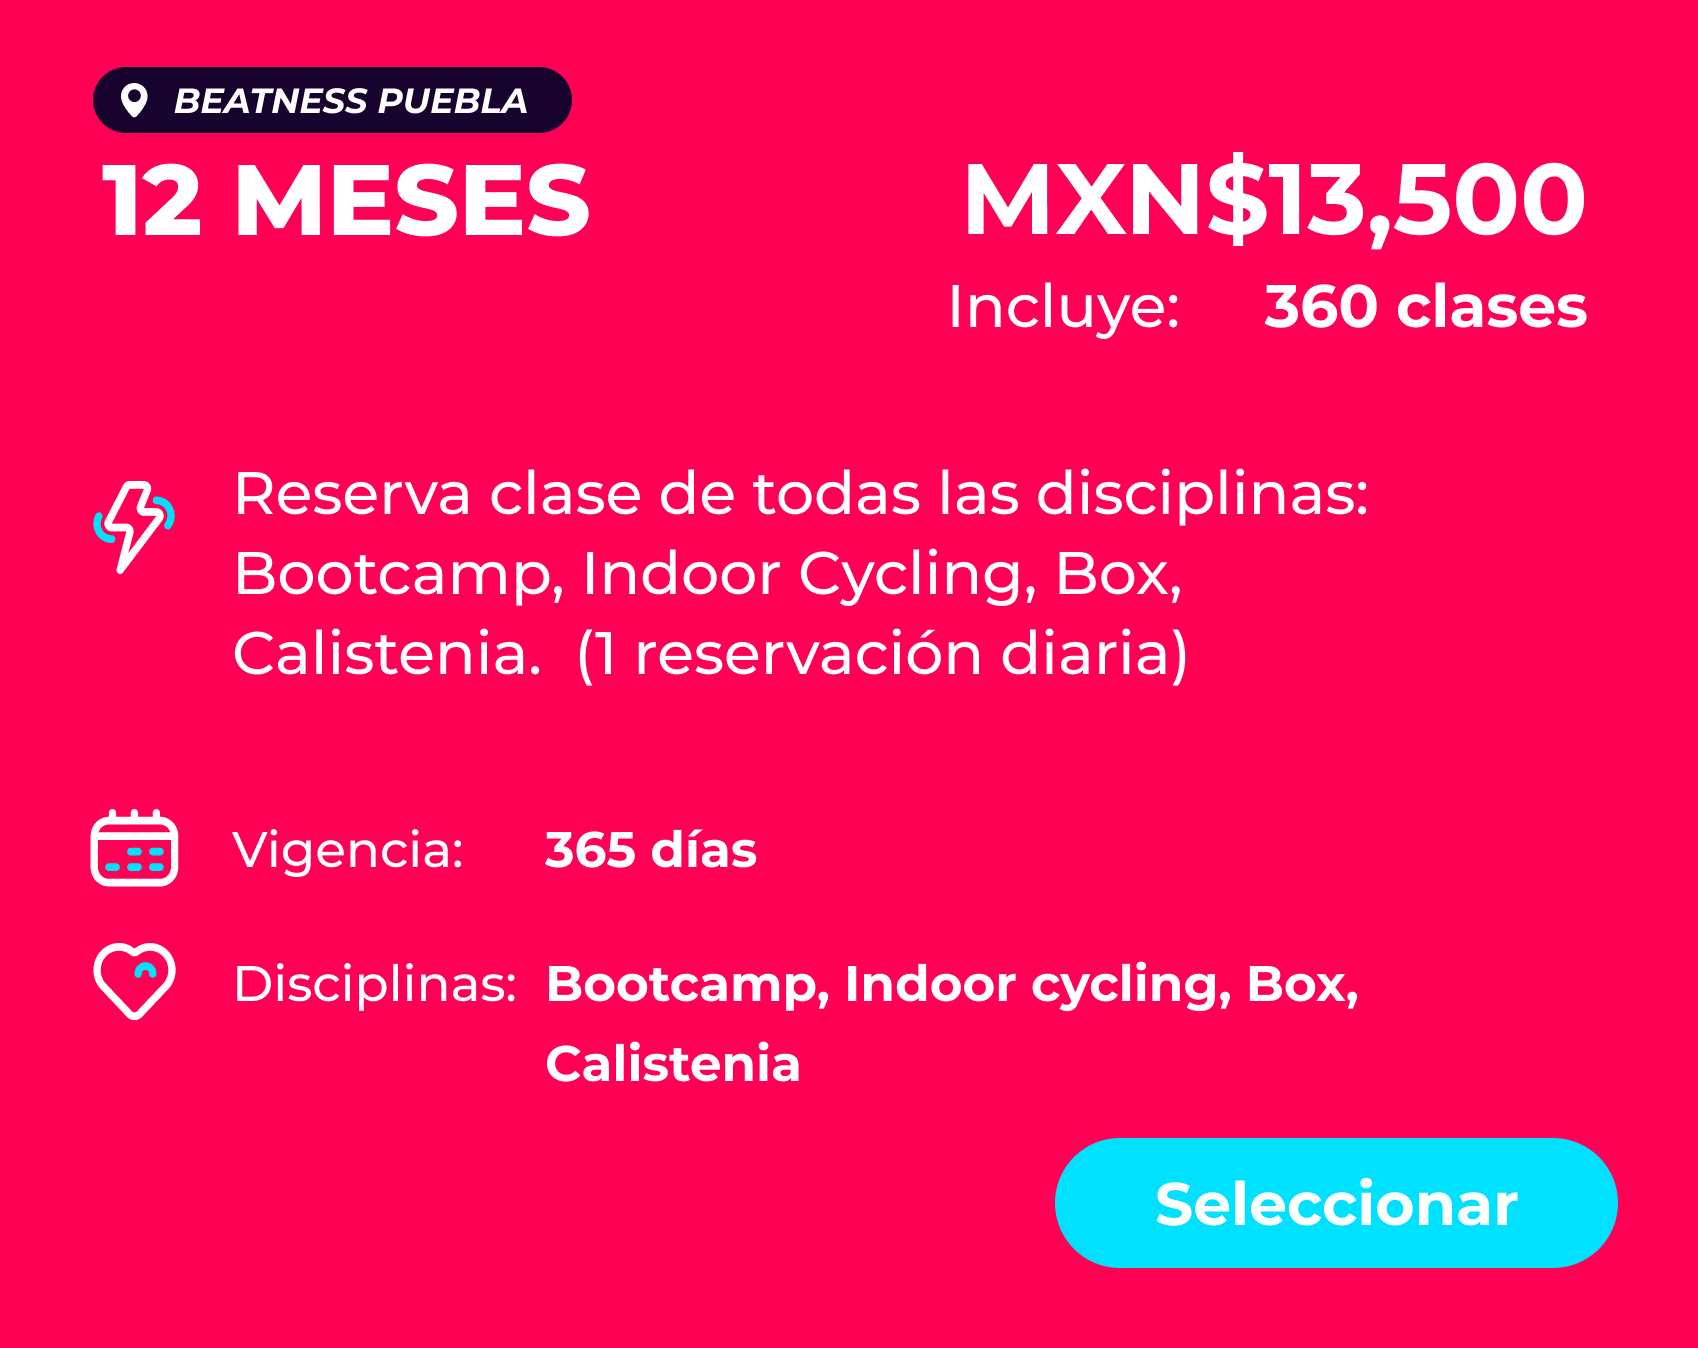 BEATNESS PUEBLA
12 MESES
MXN$13,500
Incluye: 360 clases
Reserva clase de todas las disciplinas:
Bootcamp, Indoor Cycling, Box,
Calistenia. (1 reservación diaria)
Vigencia: 365 días
Disciplinas: Bootcamp, Indoor cycling, Box,
Calistenia
Seleccionar